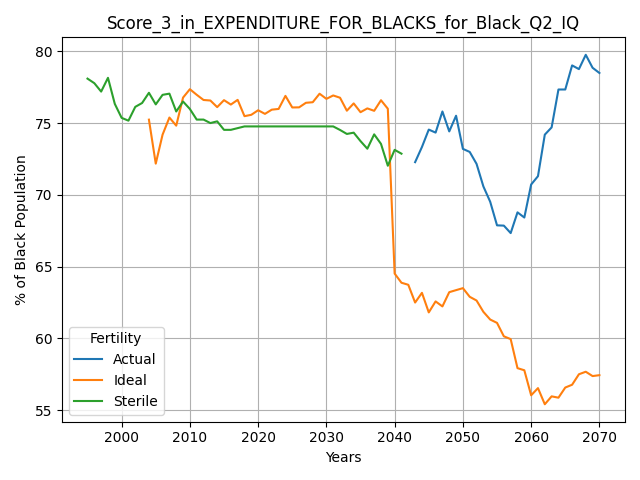 Score_3_in_EXPENDITURE_FOR_BLACKS_for_Black_Q2_IQ
80
75
70
65
60
55
% of Black Population
Fertility
Actual
Ideal
Sterile
2000 2010 2020 2030 2040 2050 2060 2070
Years